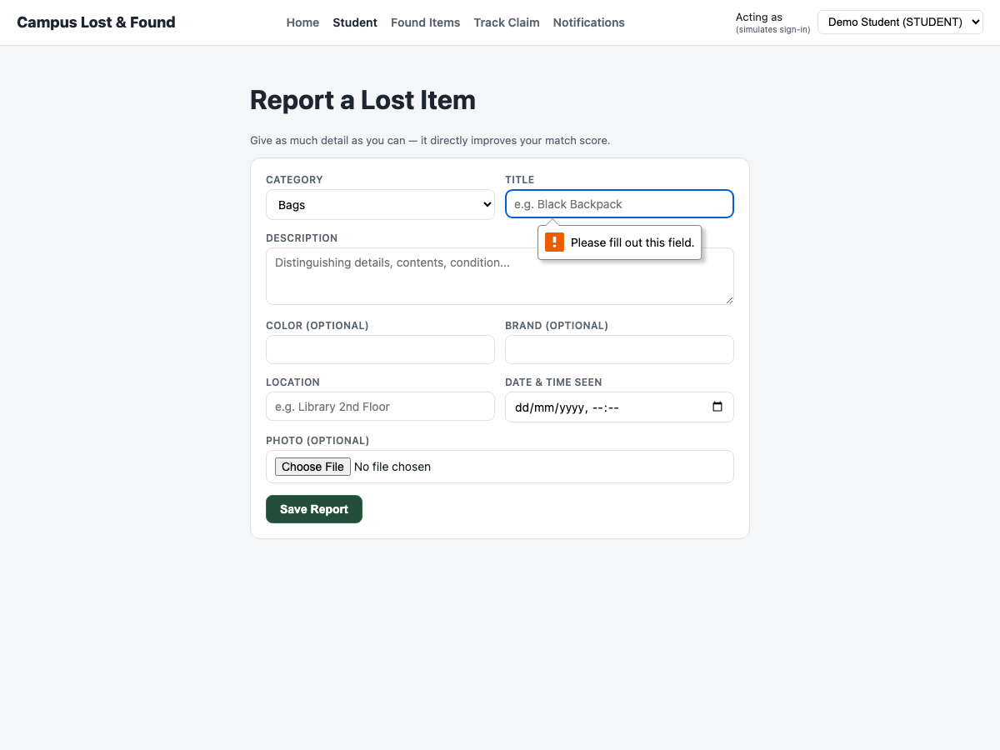 Campus Lost & Found
Home Student Found Items Track Claim Notifications
Acting as
(simulates sign-in)
Demo Student (STUDENT)
Report a Lost Item
Give as much detail as you can — it directly improves your match score.
CATEGORY
Bags
TITLE
e.g. Black Backpack
Please fill out this field.
DESCRIPTION
Distinguishing details, contents, condition...
COLOR (OPTIONAL)
BRAND (OPTIONAL)
LOCATION
e.g. Library 2nd Floor
DATE & TIME SEEN
dd/mm/yyyy, --:--
PHOTO (OPTIONAL)
Choose File No file chosen
Save Report